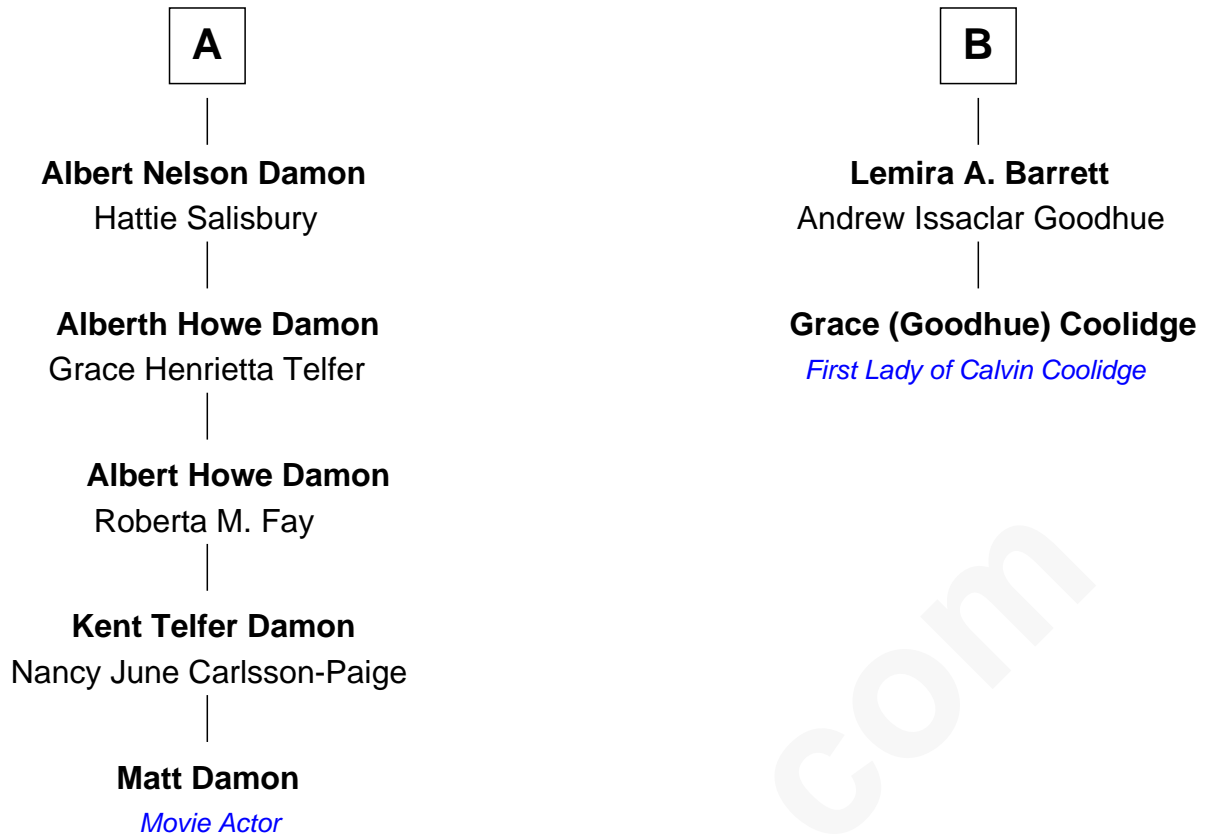 A
Albert Nelson Damon
Hattie Salisbury
Alberth Howe Damon
Grace Henrietta Telfer
Albert Howe Damon
Roberta M. Fay
Kent Telfer Damon
Nancy June Carlsson-Paige
Matt Damon
Movie Actor
B
Lemira A. Barrett
Andrew Issaclar Goodhue
Grace (Goodhue) Coolidge
First Lady of Calvin Coolidge
com